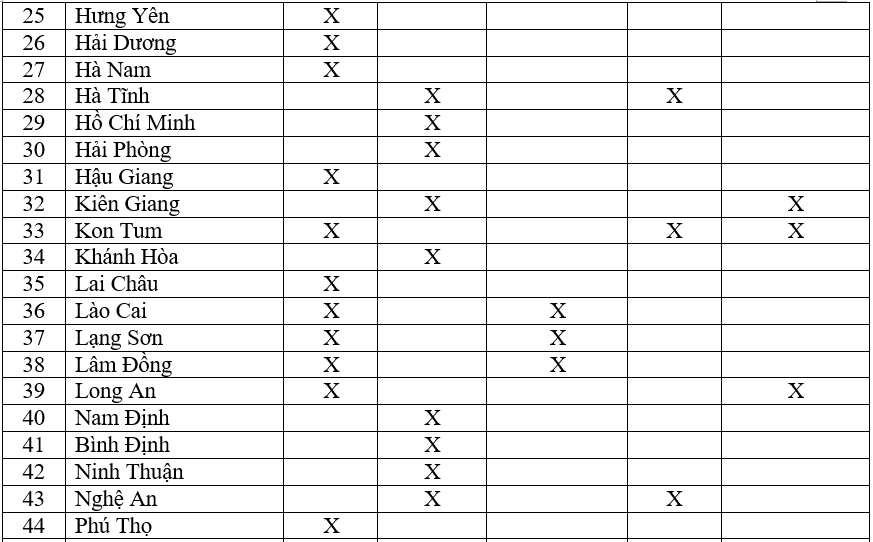 25 Hưng Yên X
26 Hải Dương X
27 Hà Nam X
28 Hà Tĩnh X X
29 Hồ Chí Minh X
30 Hải Phòng X
31 Hậu Giang X
32 Kiên Giang X X
33 Kon Tum X X X
34 Khánh Hòa X
35 Lai Châu X
36 Lào Cai X X
37 Lạng Sơn X X
38 Lâm Đồng X X
39 Long An X X
40 Nam Định X
41 Bình Định X
42 Ninh Thuận X
43 Nghệ An X X
44 Phú Thọ X